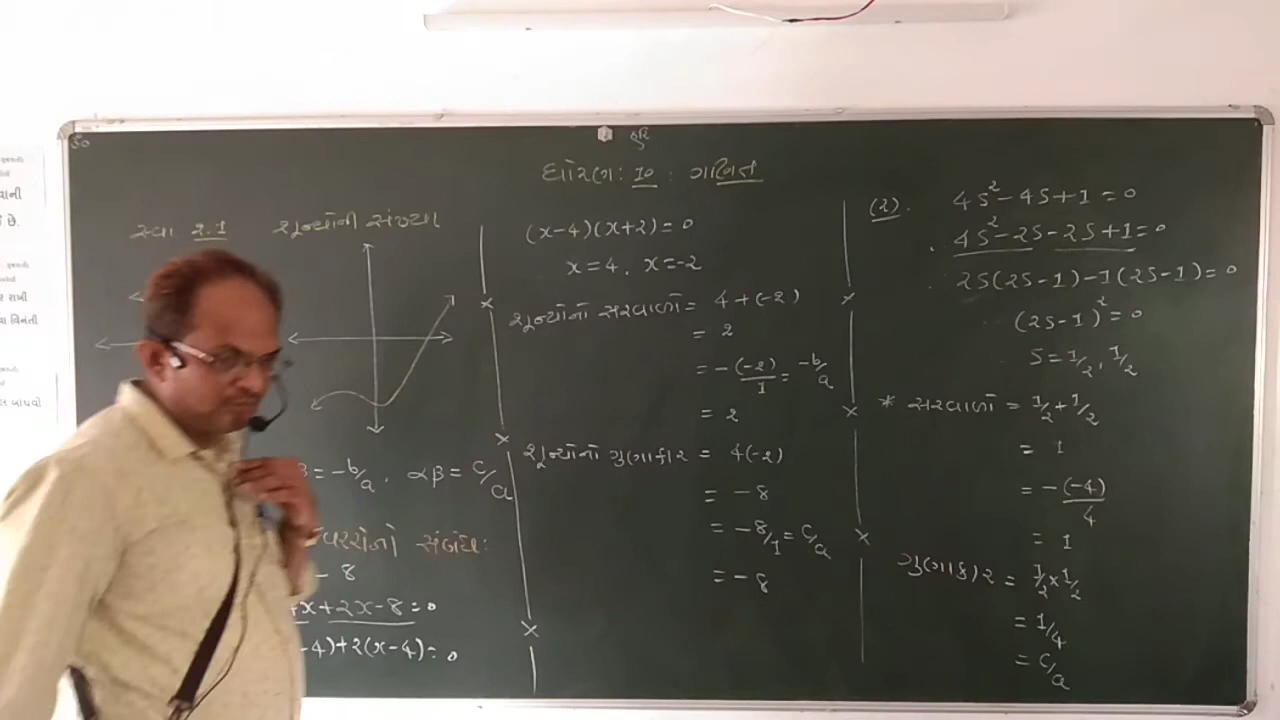 હરિ
ધોરણ: 10 : ગણિત
સ્વા 2.1 શૂન્યોની સંખ્યા
= -b/a, αβ = c/a
સંબંધ:
- 8
x + 2x - 8 = 0
- 4) + 2(x - 4) = 0
(x-4)(x+2) = 0
x = 4, x = -2
શૂન્યોનો સરવાળો = 4 + (-2)
= 2
= -(-2)/1 = -b/a
= 2
શૂન્યોનો ગુણાકાર = 4(-2)
= -8
= -8/1 = c/a
= -8
(૨). 4s² - 4s + 1 = 0
4s² - 2s - 2s + 1 = 0
2s(2s-1) - 1(2s-1) = 0
(2s-1)² = 0
s = 1/2, 1/2
* સરવાળો = 1/2 + 1/2
= 1
= -(-4)/4
= 1
ગુણાકાર = 1/2 × 1/2
= 1/4
= c/a